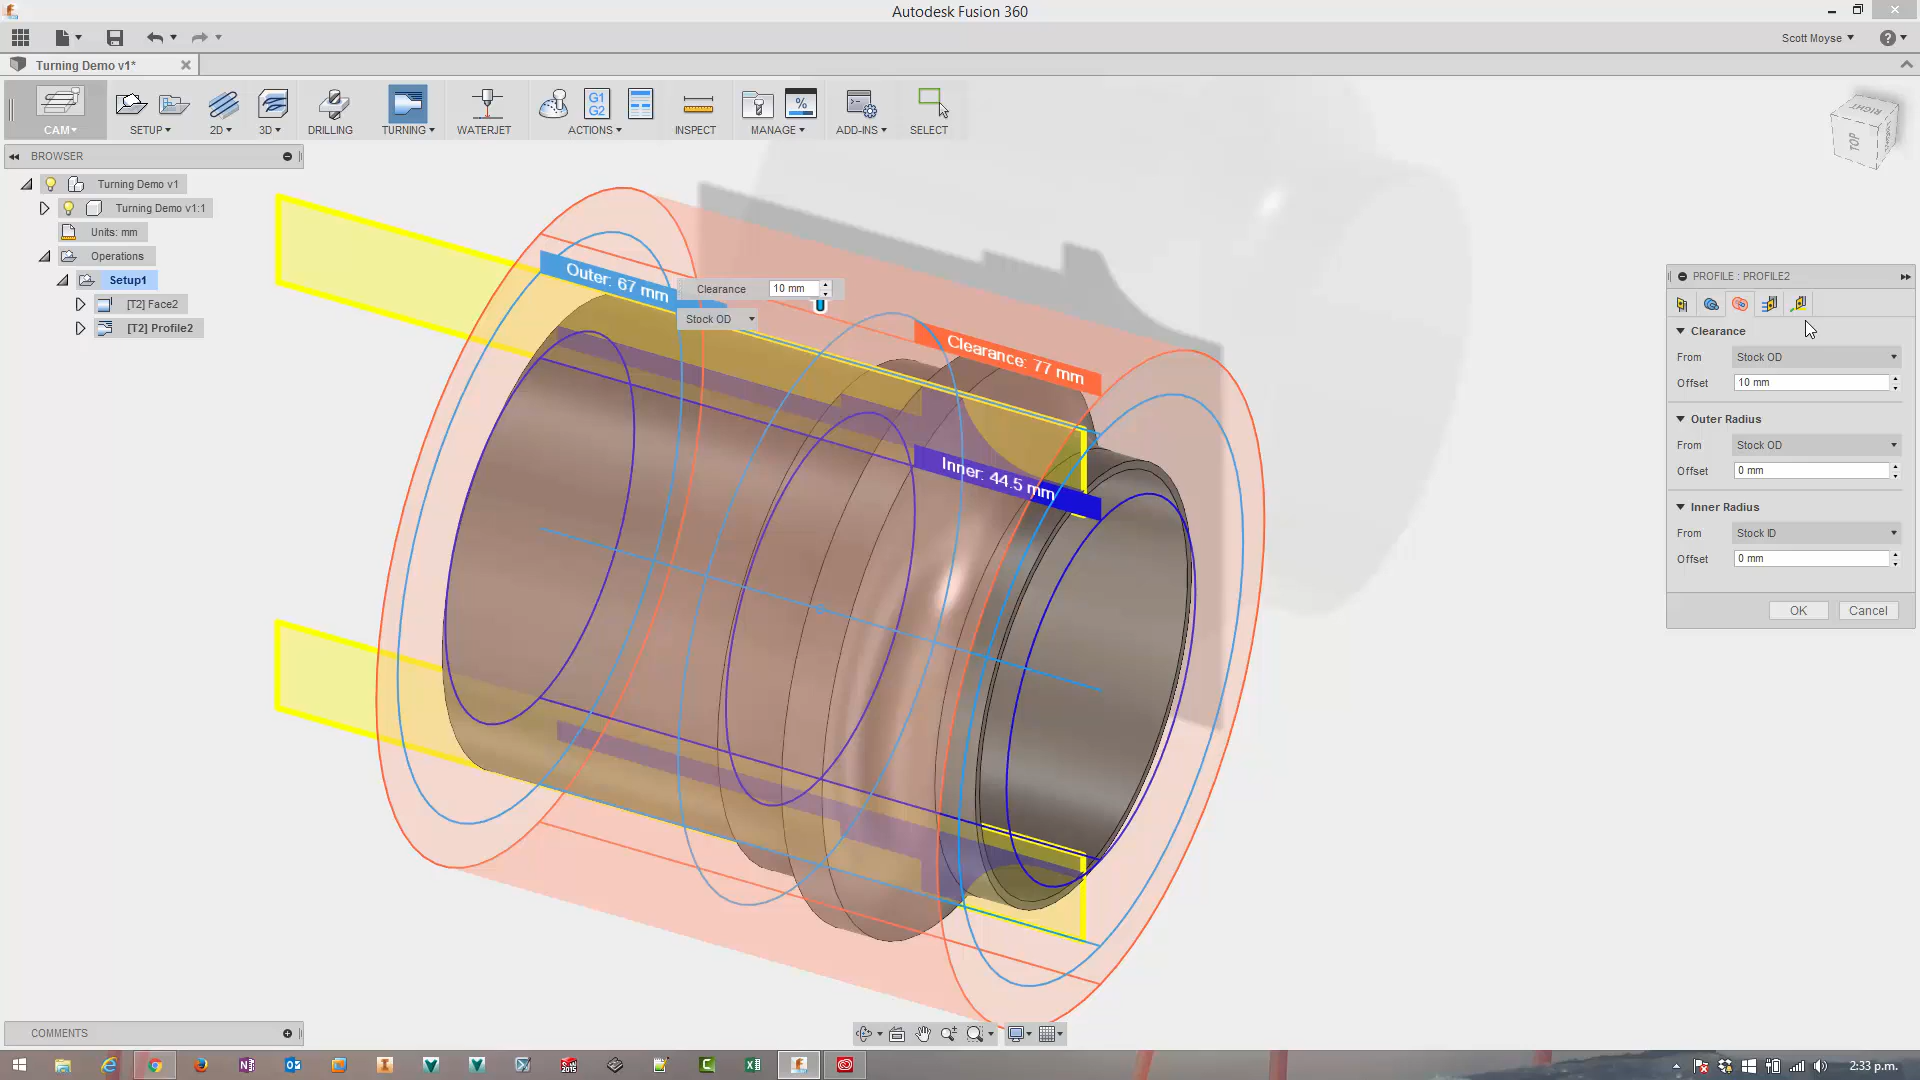 Autodesk Fusion 360
Scott Moyse
Turning Demo v1*
CAM
SETUP
2D
3D
DRILLING
TURNING
WATERJET
G1
G2
ACTIONS
INSPECT
%
MANAGE
ADD-INS
SELECT
RIGHT
TOP
BROWSER
Turning Demo v1
Turning Demo v1:1
Units: mm
Operations
Setup1
[T2] Face2
[T2] Profile2
Outer: 67 mm
Clearance
10 mm
Stock OD
Clearance: 77 mm
Inner: 44.5 mm
PROFILE : PROFILE2
Clearance
From Stock OD
Offset 10 mm
Outer Radius
From Stock OD
Offset 0 mm
Inner Radius
From Stock ID
Offset 0 mm
OK Cancel
COMMENTS
2:33 p.m.